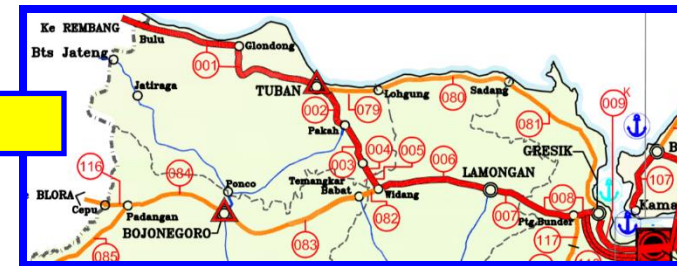 Ke REMBANG
Bulu
Glondong
Bts Jateng
001
009
K
Jatiraga
TUBAN
Lohgung
Sadang
080
002
079
081
Pakah
GRESIK
004
005
003
006
116
084
Ponco
Temangkar
LAMONGAN
107
BLORA
Babat
Widang
008
Cepu
Padangan
082
007
Ptg.Bunder
Kama
BOJONEGORO
083
117
085